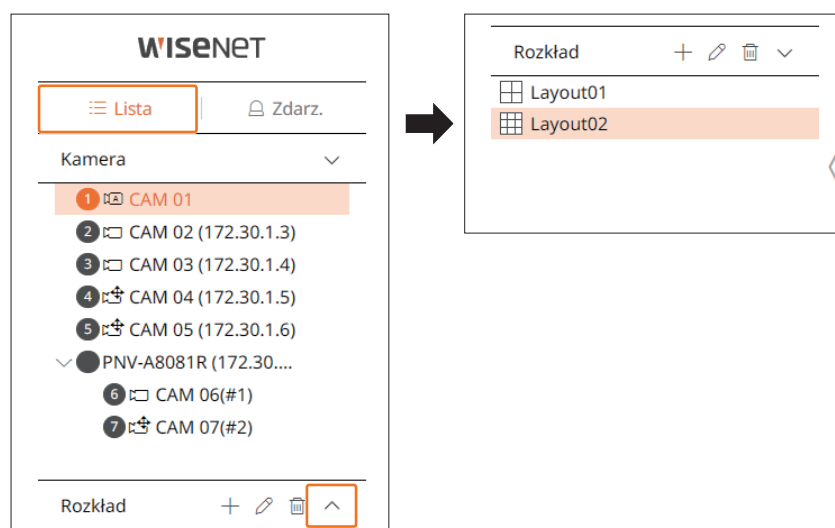 WISENET
Lista
Zdarz.
Kamera
1 A CAM 01
2 CAM 02 (172.30.1.3)
3 CAM 03 (172.30.1.4)
4 CAM 04 (172.30.1.5)
5 CAM 05 (172.30.1.6)
PNV-A8081R (172.30....
6 CAM 06(#1)
7 CAM 07(#2)
Rozkład
Rozkład
Layout01
Layout02